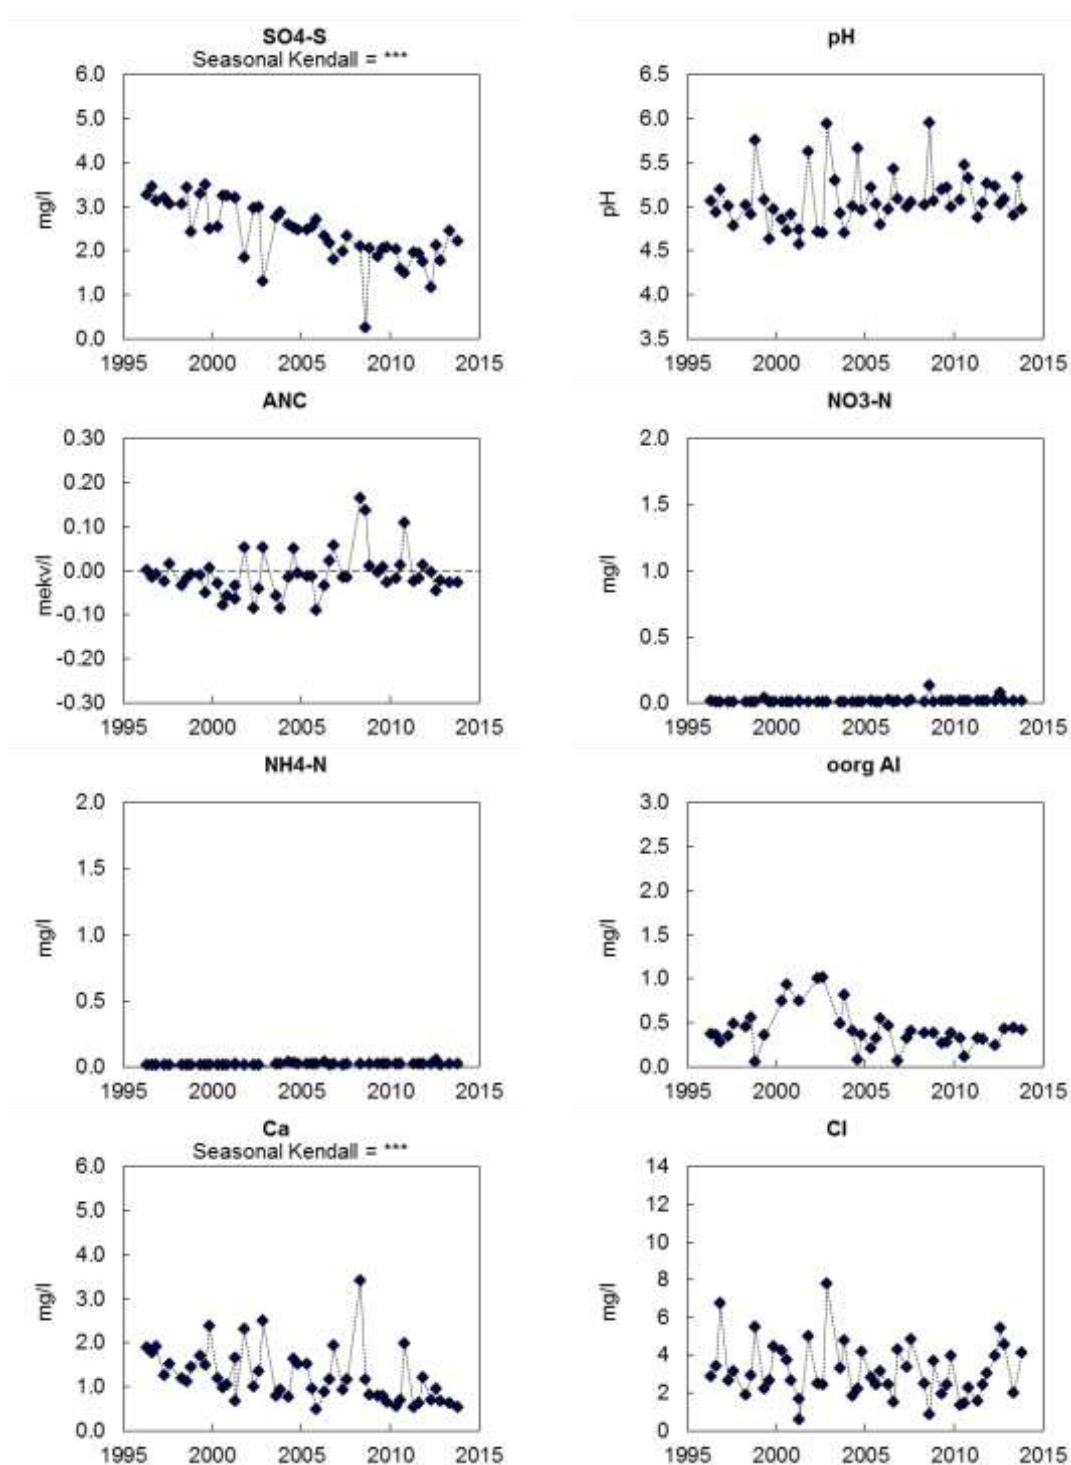 SO4-S
Seasonal Kendall = ***
6.0
5.0
4.0
3.0
2.0
1.0
0.0
mg/l
1995 2000 2005 2010 2015
pH
6.5
6.0
5.5
5.0
4.5
4.0
3.5
pH
1995 2000 2005 2010 2015
ANC
0.30
0.20
0.10
0.00
-0.10
-0.20
-0.30
mekv/l
1995 2000 2005 2010 2015
NO3-N
2.0
1.5
1.0
0.5
0.0
mg/l
1995 2000 2005 2010 2015
NH4-N
2.0
1.5
1.0
0.5
0.0
mg/l
1995 2000 2005 2010 2015
oorg Al
3.0
2.5
2.0
1.5
1.0
0.5
0.0
mg/l
1995 2000 2005 2010 2015
Ca
Seasonal Kendall = ***
6.0
5.0
4.0
3.0
2.0
1.0
0.0
mg/l
1995 2000 2005 2010 2015
Cl
14
12
10
8
6
4
2
0
mg/l
1995 2000 2005 2010 2015